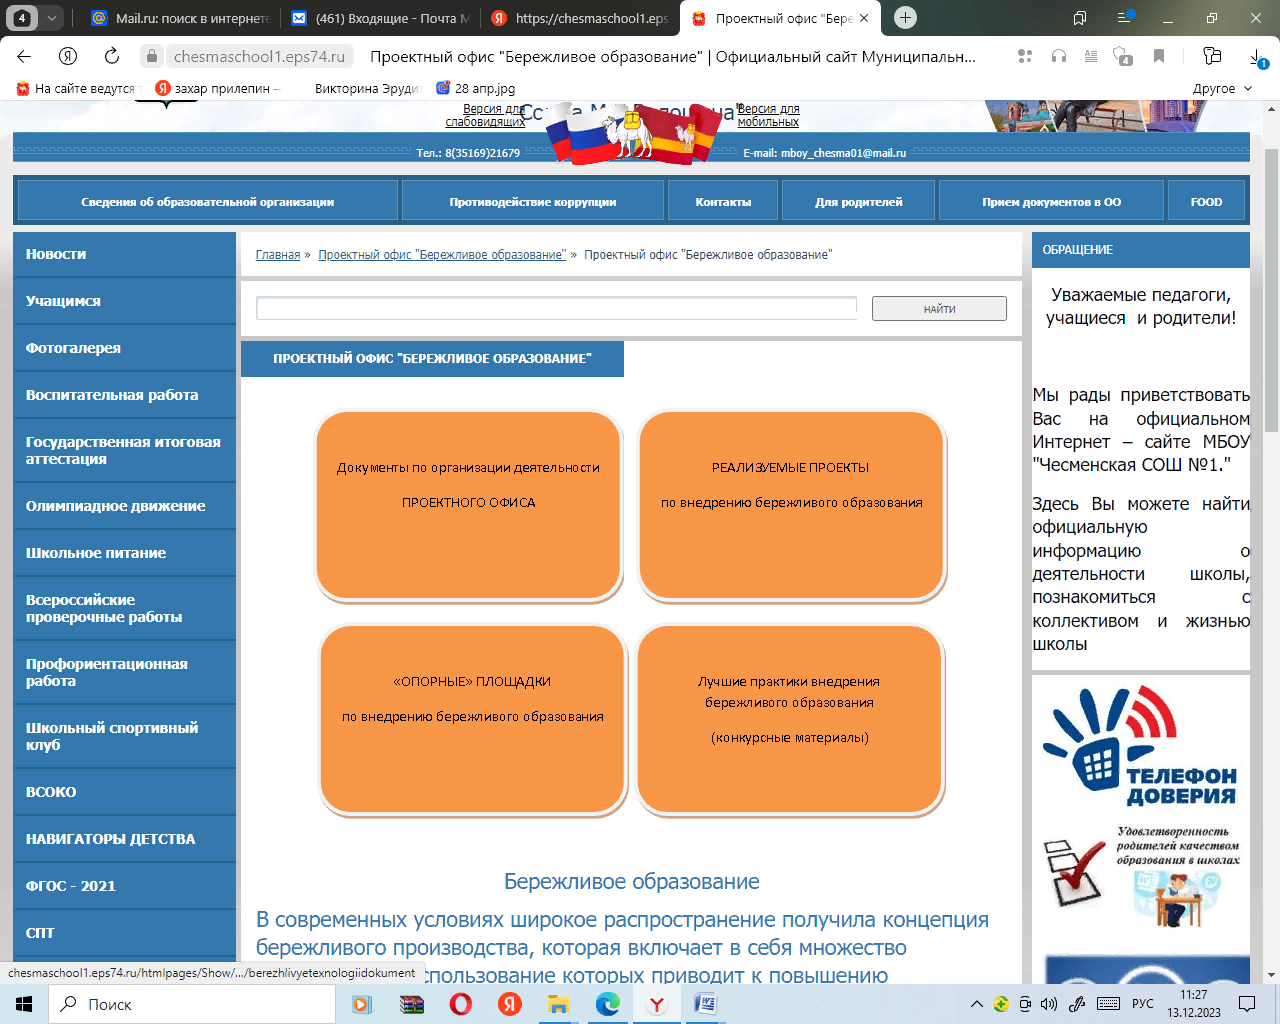 4
Mail.ru: поиск в интернете
(461) Входящие - Почта M
https://chesmaschool1.eps
Проектный офис "Бере
chesmaschool1.eps74.ru
Проектный офис "Бережливое образование" | Официальный сайт Муниципальн...
4
1
На сайте ведутся
захар прилепин –
Викторина Эрудит
28 апр.jpg
Другое
Версия для
слабовидящих
Версия для
мобильных
Тел.: 8(35169)21679
E-mail: mboy_chesma01@mail.ru
Сведения об образовательной организации
Противодействие коррупции
Контакты
Для родителей
Прием документов в ОО
FOOD
Новости
Учащимся
Фотогалерея
Воспитательная работа
Государственная итоговая
аттестация
Олимпиадное движение
Школьное питание
Всероссийские
проверочные работы
Профориентационная
работа
Школьный спортивный
клуб
ВСОКО
НАВИГАТОРЫ ДЕТСТВА
ФГОС - 2021
СПТ
Главная » Проектный офис "Бережливое образование" » Проектный офис "Бережливое образование"
НАЙТИ
ПРОЕКТНЫЙ ОФИС "БЕРЕЖЛИВОЕ ОБРАЗОВАНИЕ"
Документы по организации деятельности
ПРОЕКТНОГО ОФИСА
РЕАЛИЗУЕМЫЕ ПРОЕКТЫ
по внедрению бережливого образования
«ОПОРНЫЕ» ПЛОЩАДКИ
по внедрению бережливого образования
Лучшие практики внедрения
бережливого образования
(конкурсные материалы)
Бережливое образование
В современных условиях широкое распространение получила концепция
бережливого производства, которая включает в себя множество
спользование которых приводит к повышению
ОБРАЩЕНИЕ
Уважаемые педагоги,
учащиеся и родители!
Мы рады приветствовать
Вас на официальном
Интернет – сайте МБОУ
"Чесменская СОШ №1."
Здесь Вы можете найти
официальную
информацию о
деятельности школы,
познакомиться с
коллективом и жизнью
школы
ТЕЛЕФОН
ДОВЕРИЯ
Удовлетворенность
родителей качеством
образования в школах
chesmaschool1.eps74.ru/htmlpages/Show/.../berezhlivyetexnologiidokument
Поиск
РУС
11:27
13.12.2023